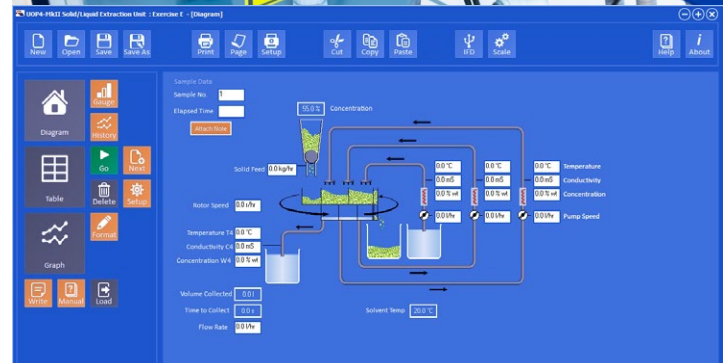 UOP4-MkII Solid/Liquid Extraction Unit : Exercise E - [Diagram]
New Open Save Save As Print Page Setup Cut Copy Paste IFD Scale Help About
Diagram
Gauge
History
Table
Go Next
Delete Setup
Graph
Format
Write Manual Load
Sample Data
Sample No. 1
Elapsed Time
Attach Note
55.0 % Concentration
Solid Feed 0.0 kg/hr
0.0 °C 0.0 °C 0.0 °C Temperature
0.0 mS 0.0 mS 0.0 mS Conductivity
0.0 % wt 0.0 % wt 0.0 % wt Concentration
Rotor Speed 0.0 r/hr
0.0 l/hr 0.0 l/hr 0.0 l/hr Pump Speed
Temperature T4 0.0 °C
Conductivity C4 0.0 mS
Concentration W4 0.0 % wt
Volume Collected 0.0 l
Time to Collect 0.0 s
Solvent Temp 20.0 °C
Flow Rate 0.0 l/hr